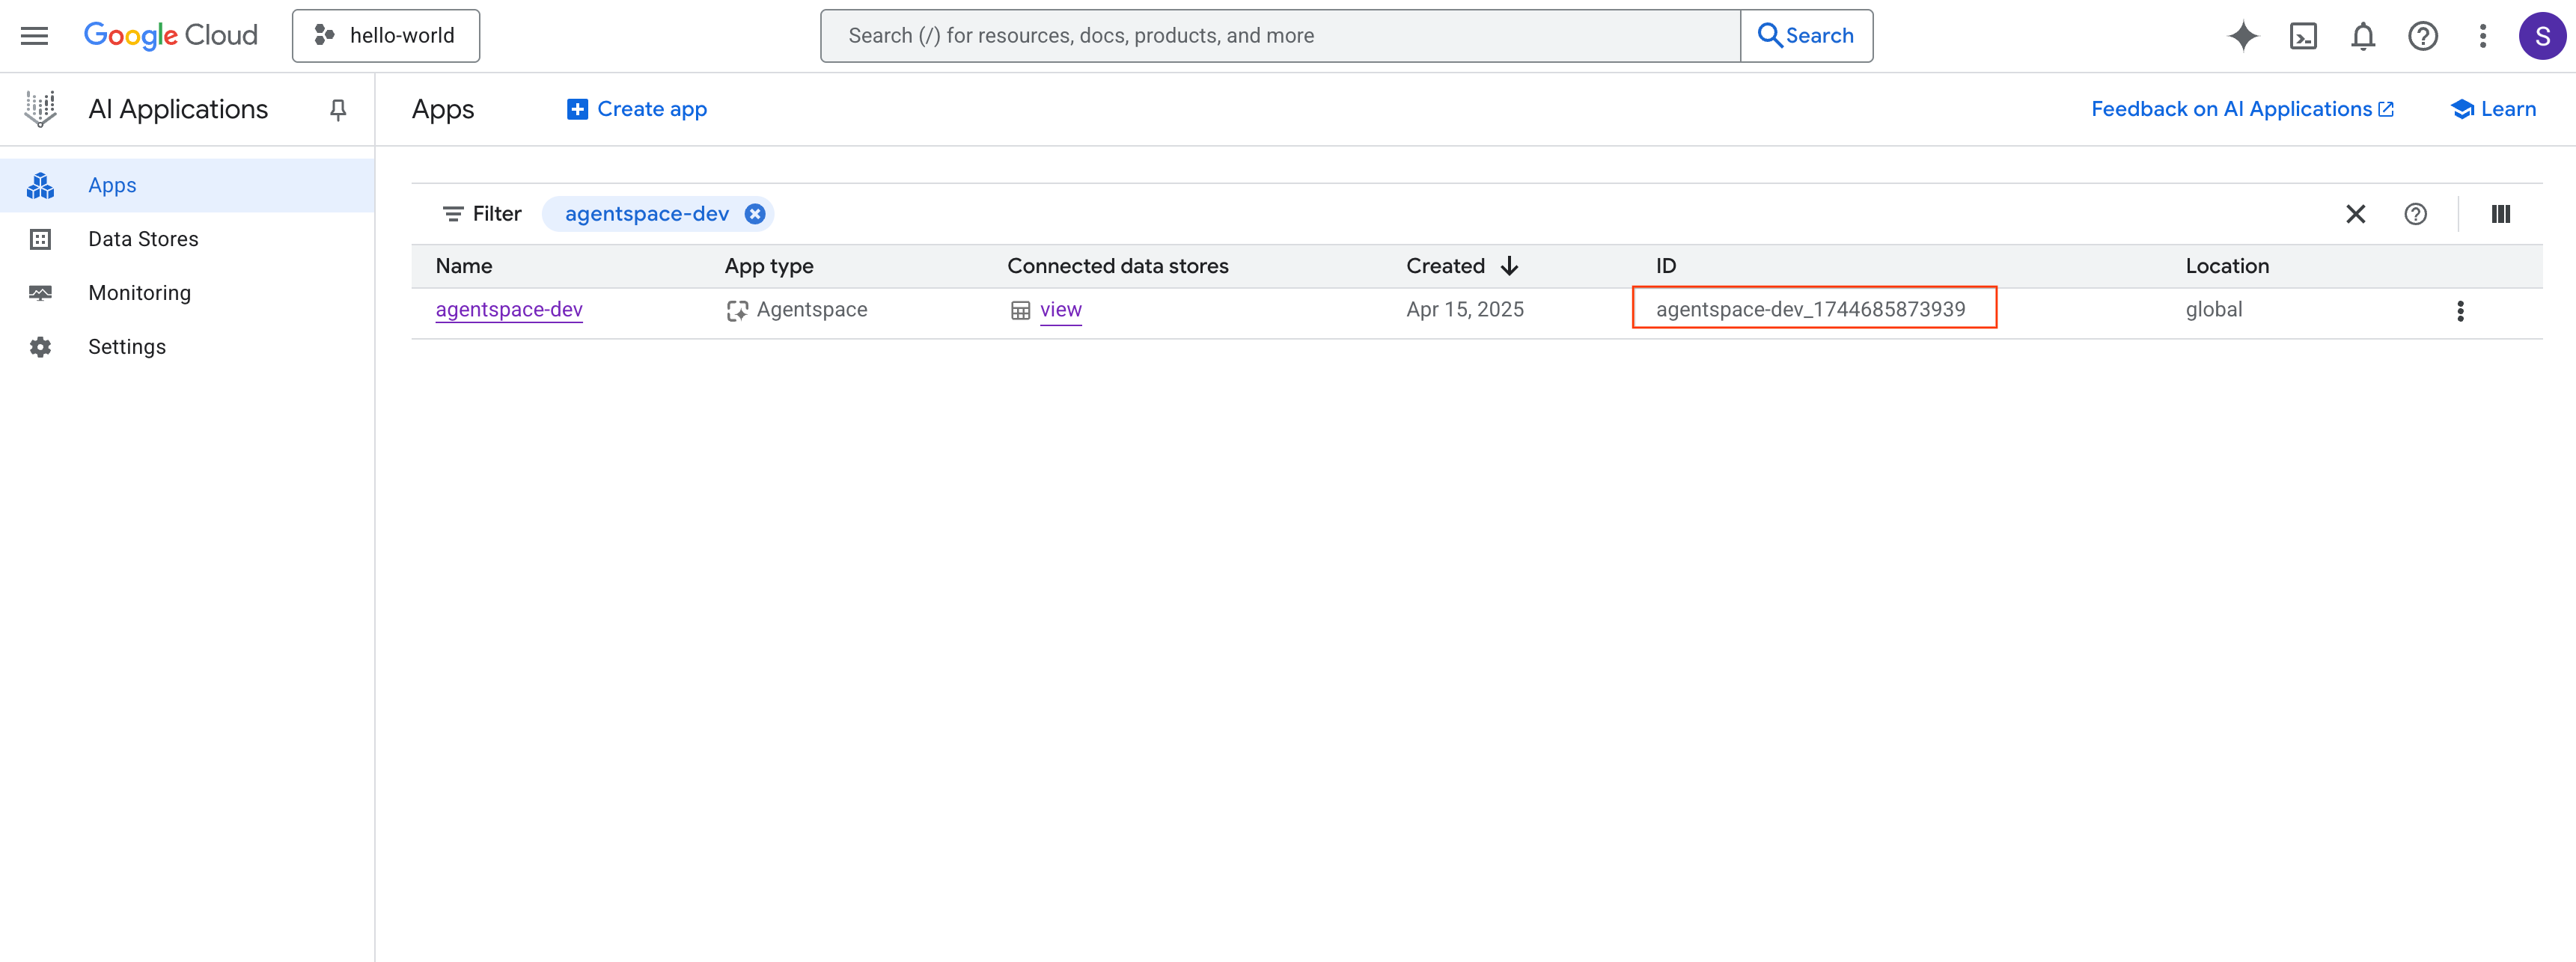 Google Cloud
hello-world
Search (/) for resources, docs, products, and more
Search
S
AI Applications
Apps
Create app
Feedback on AI Applications
Learn
Apps
Data Stores
Monitoring
Settings
Filter
agentspace-dev
Name App type Connected data stores Created ID Location
agentspace-dev Agentspace view Apr 15, 2025 agentspace-dev_1744685873939 global